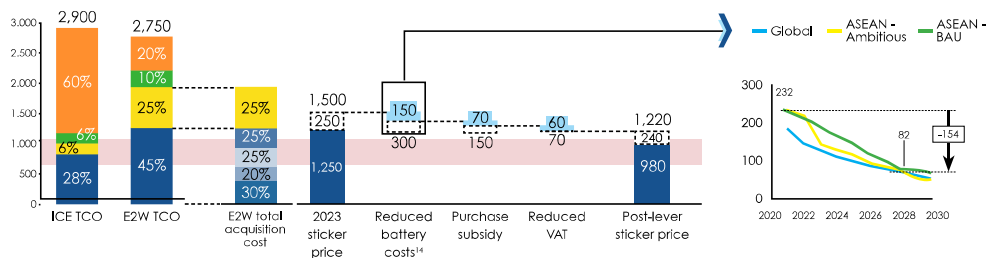 2,900
2,750
3.000
2.500
2.000
1.500
1.000
500
0
60%
6%
6%
28%
20%
10%
25%
45%
25%
25%
25%
20%
30%
1,500
250
1,250
150
300
70
150
60
70
1,220
240
980
ICE TCO
E2W TCO
E2W total
acquisition
cost
2023
sticker
price
Reduced
battery
costs¹⁴
Purchase
subsidy
Reduced
VAT
Post-lever
sticker price
Global
ASEAN -
Ambitious
ASEAN -
BAU
300
200
100
0
232
82
-154
2020
2022
2024
2026
2028
2030